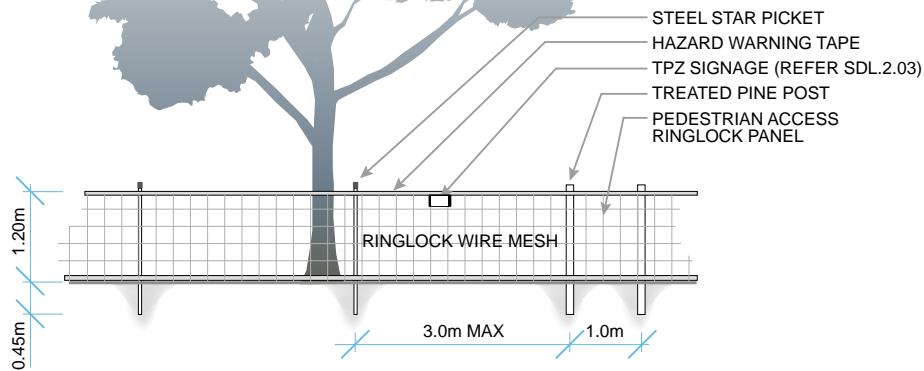 STEEL STAR PICKET
HAZARD WARNING TAPE
TPZ SIGNAGE (REFER SDL.2.03)
TREATED PINE POST
PEDESTRIAN ACCESS
RINGLOCK PANEL
1.20m
RINGLOCK WIRE MESH
0.45m
3.0m MAX
1.0m